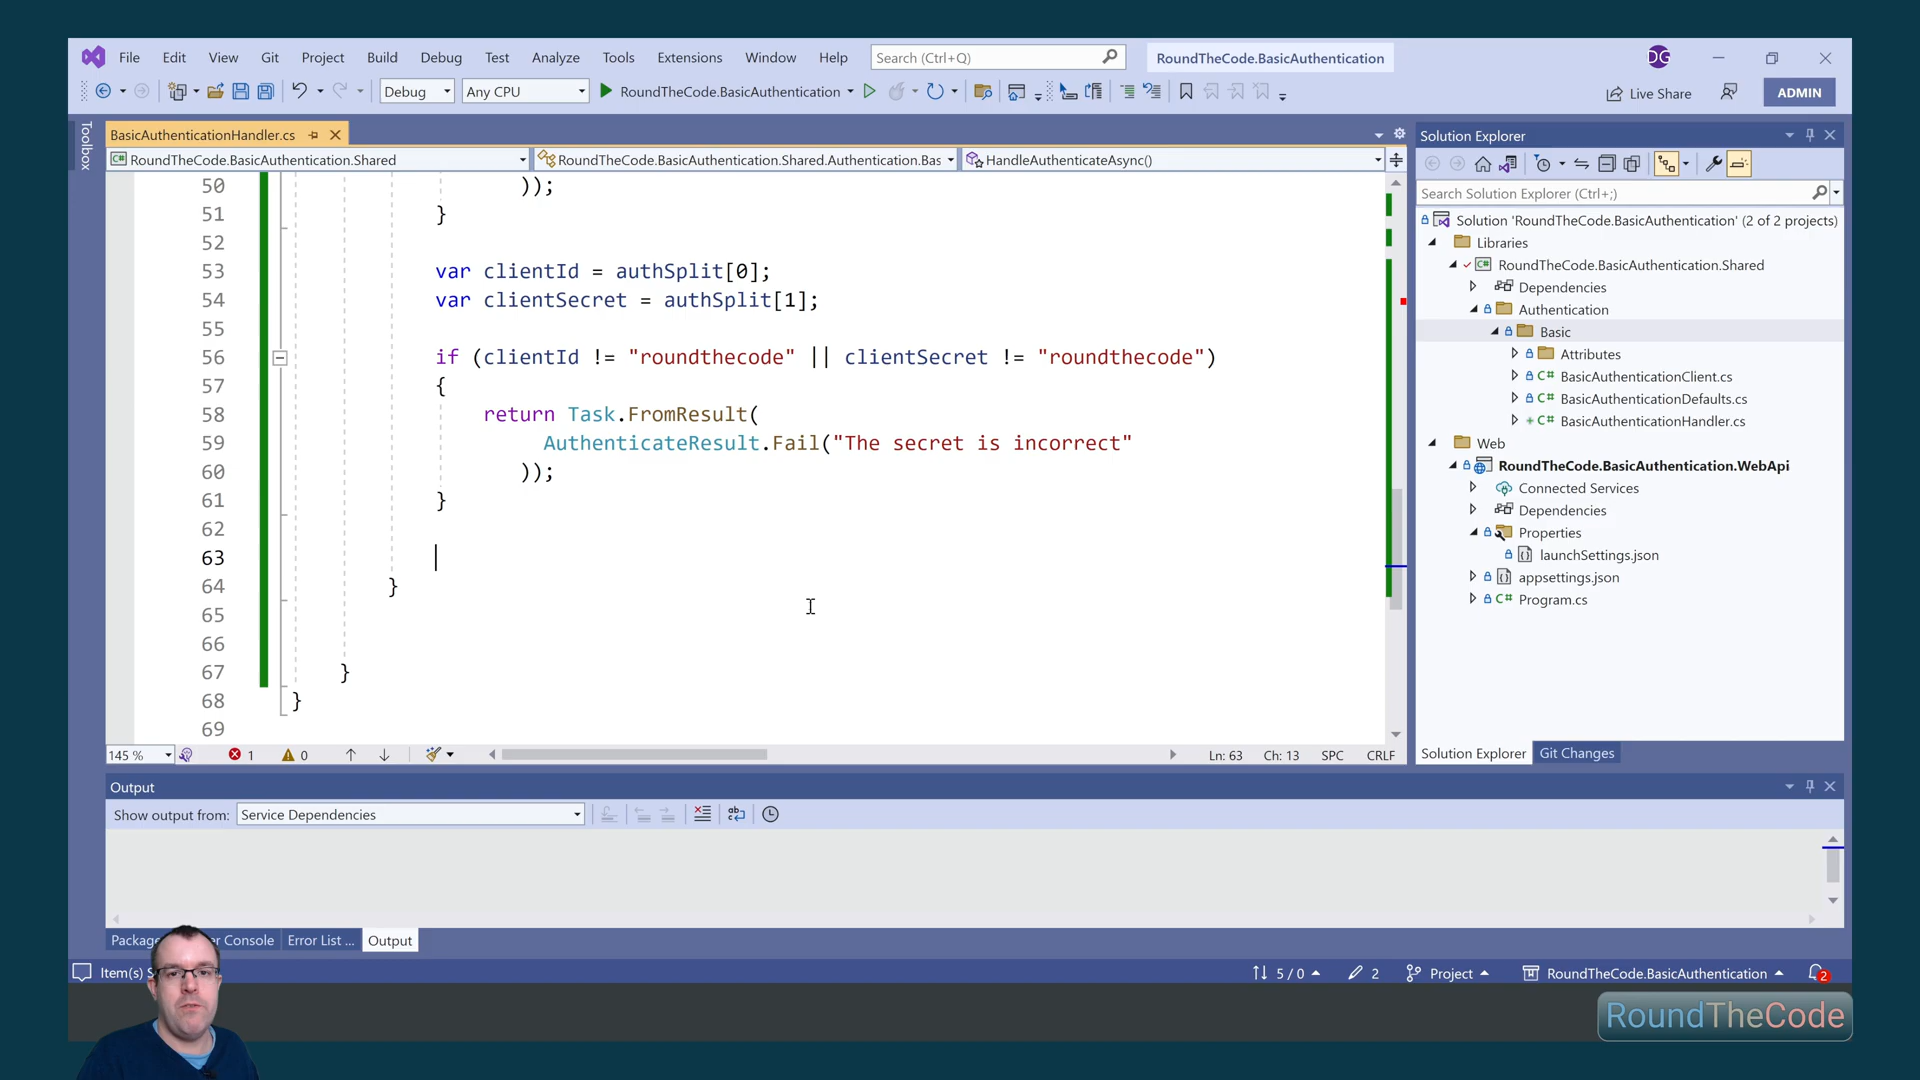 File Edit View Git Project Build Debug Test Analyze Tools Extensions Window Help Search (Ctrl+Q) RoundTheCode.BasicAuthentication DG
Debug Any CPU RoundTheCode.BasicAuthentication Live Share ADMIN
Toolbox
BasicAuthenticationHandler.cs
RoundTheCode.BasicAuthentication.Shared RoundTheCode.BasicAuthentication.Shared.Authentication.Bas HandleAuthenticateAsync()
50 ));
51 }
52
53 var clientId = authSplit[0];
54 var clientSecret = authSplit[1];
55
56 if (clientId != "roundthecode" || clientSecret != "roundthecode")
57 {
58 return Task.FromResult(
59 AuthenticateResult.Fail("The secret is incorrect"
60 ));
61 }
62
63
64 }
65
66
67 }
68 }
69
145 % 1 0 Ln: 63 Ch: 13 SPC CRLF
Solution Explorer
Search Solution Explorer (Ctrl+;)
Solution 'RoundTheCode.BasicAuthentication' (2 of 2 projects)
Libraries
RoundTheCode.BasicAuthentication.Shared
Dependencies
Authentication
Basic
Attributes
BasicAuthenticationClient.cs
BasicAuthenticationDefaults.cs
BasicAuthenticationHandler.cs
Web
RoundTheCode.BasicAuthentication.WebApi
Connected Services
Dependencies
Properties
launchSettings.json
appsettings.json
Program.cs
Solution Explorer Git Changes
Output
Show output from: Service Dependencies
Console Error List ... Output
Item(s) 5 / 0 2 Project RoundTheCode.BasicAuthentication 2
RoundTheCode